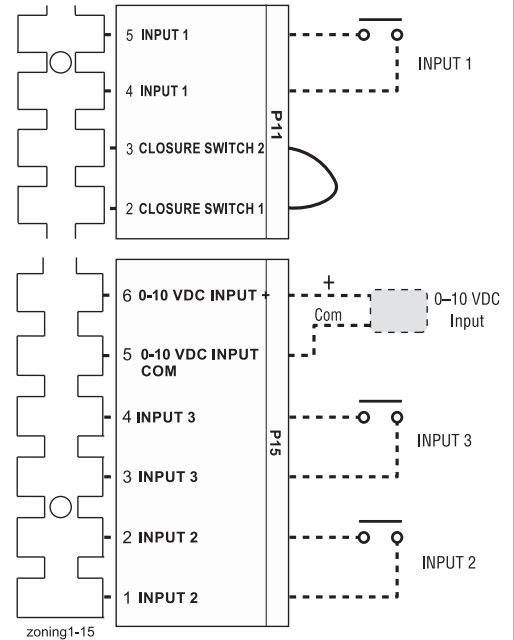 5 INPUT 1
INPUT 1
4 INPUT 1
P11
3 CLOSURE SWITCH 2
2 CLOSURE SWITCH 1
6 0-10 VDC INPUT +
+
0–10 VDC
Input
Com
5 0-10 VDC INPUT
COM
4 INPUT 3
INPUT 3
P15
3 INPUT 3
2 INPUT 2
INPUT 2
1 INPUT 2
zoning1-15